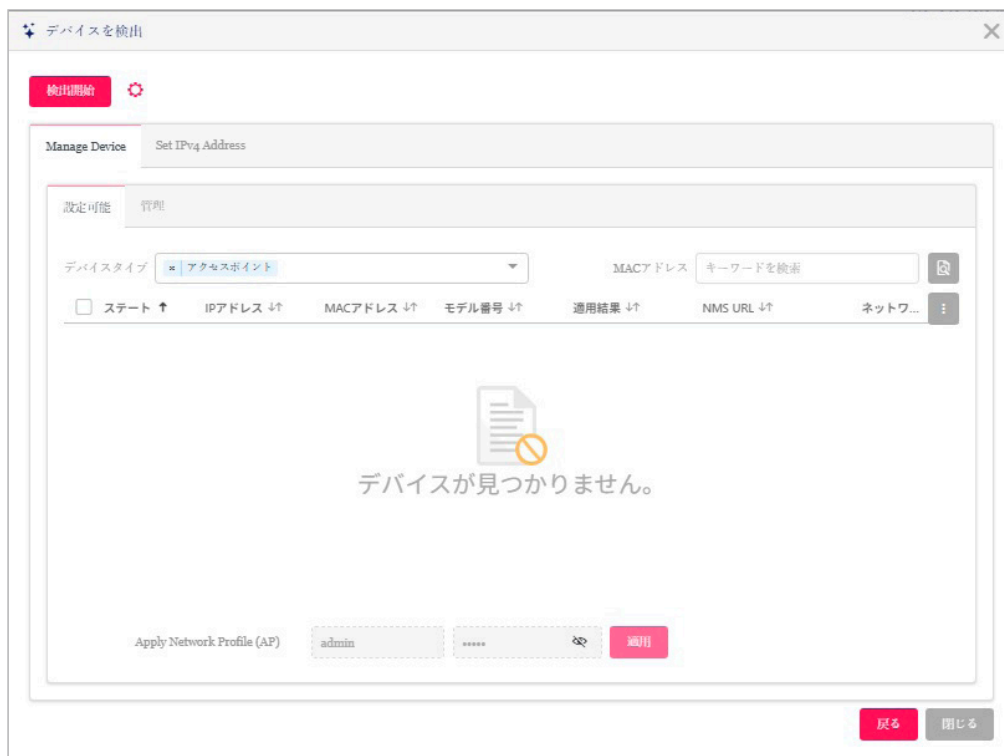 デバイスを検出
検出開始
Manage Device Set IPv4 Address
設定可能 管理
デバイスタイプ × アクセスポイント MACアドレス キーワードを検索
ステート ↑ IPアドレス ↓↑ MACアドレス ↓↑ モデル番号 ↓↑ 適用結果 ↓↑ NMS URL ↓↑ ネットワ...
デバイスが見つかりません。
Apply Network Profile (AP) admin ••••• 適用
戻る 閉じる